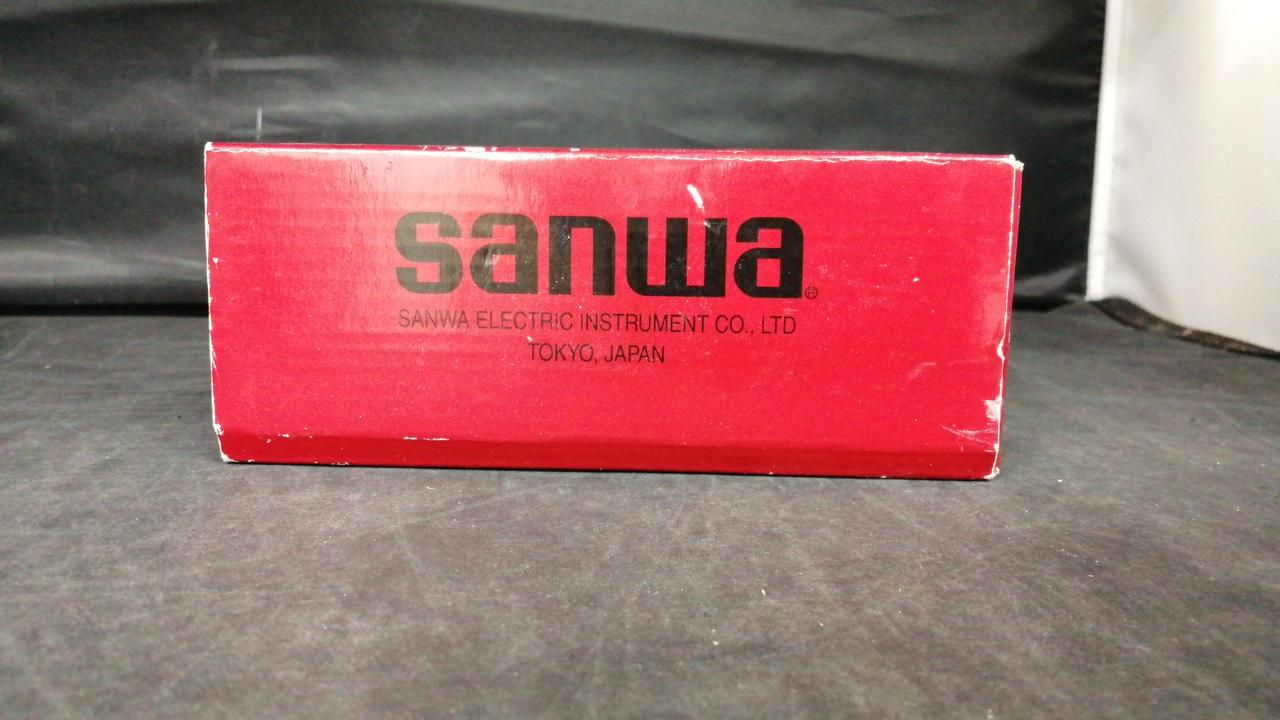 sanwa®
SANWA ELECTRIC INSTRUMENT CO., LTD
TOKYO, JAPAN